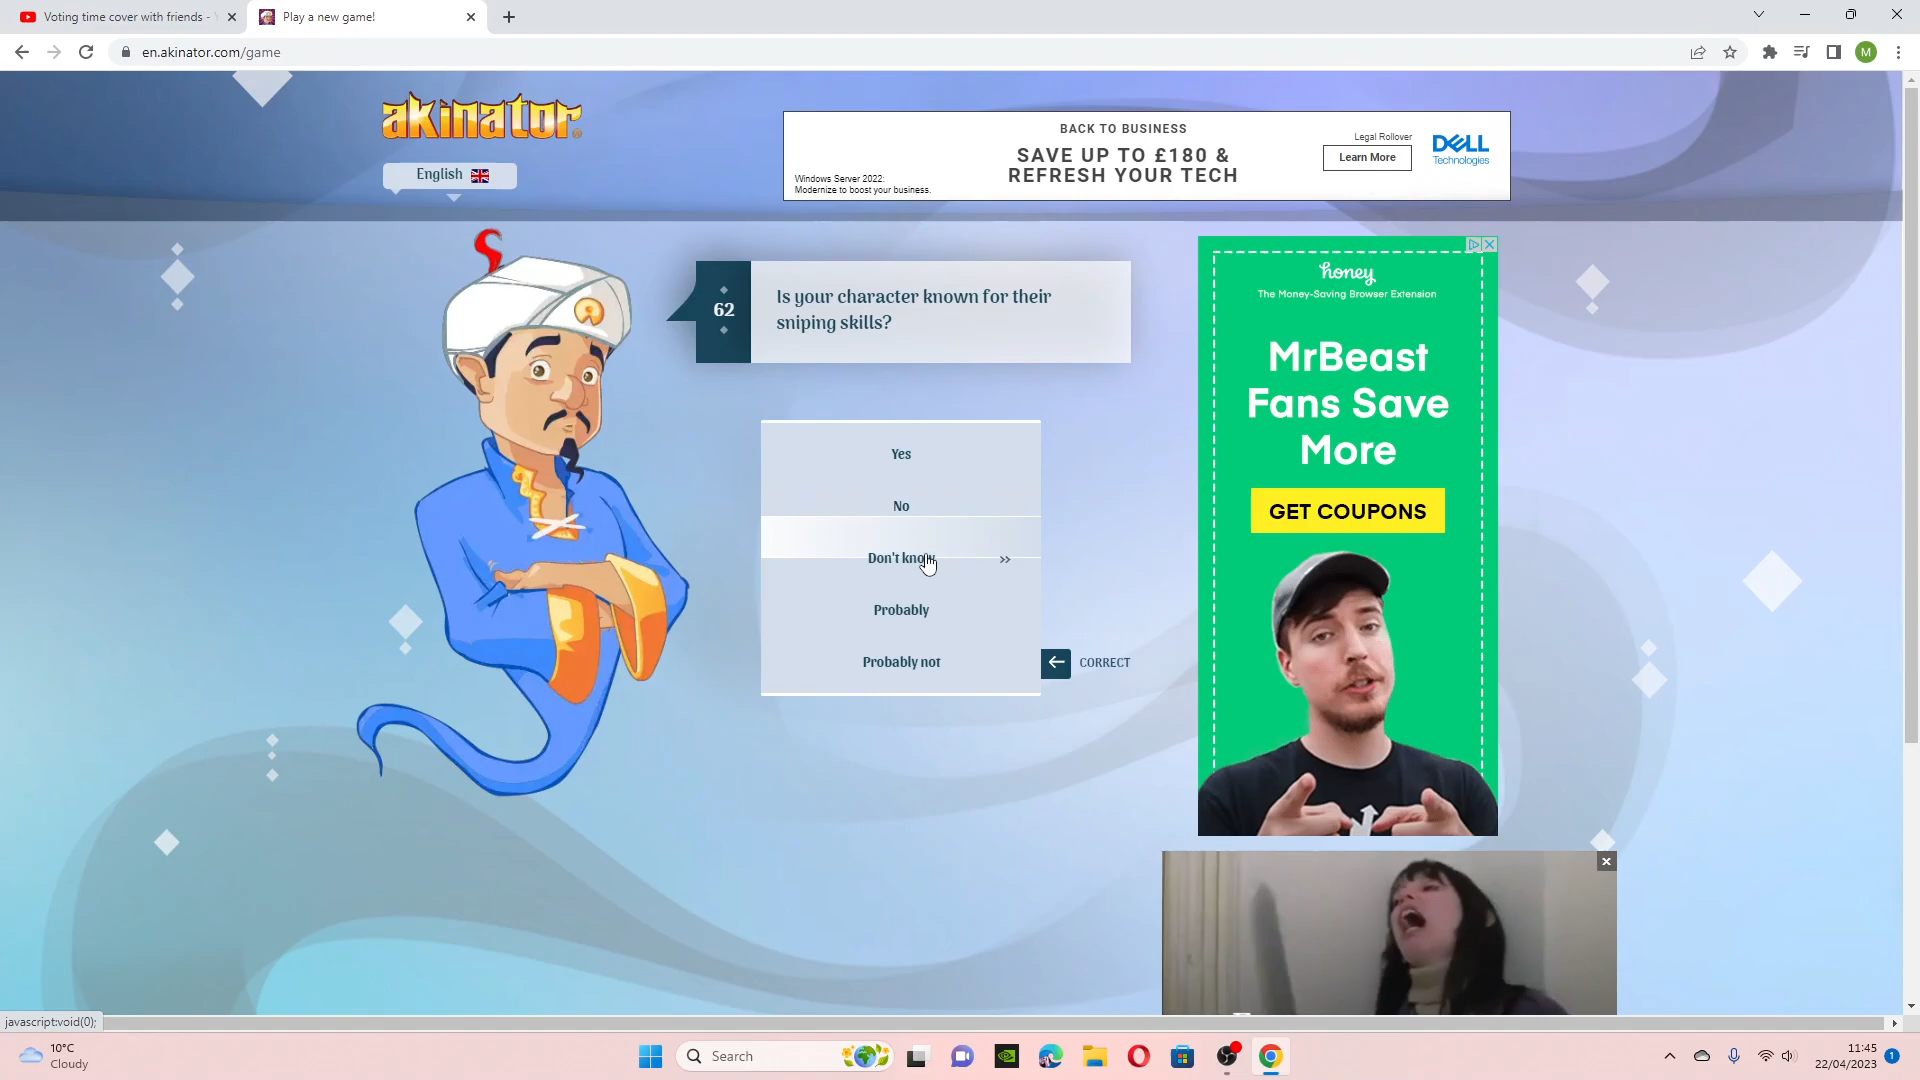 Voting time cover with friends -
Play a new game!
en.akinator.com/game
M
akinator
English
BACK TO BUSINESS
SAVE UP TO £180 &
REFRESH YOUR TECH
Windows Server 2022:
Modernize to boost your business.
Legal Rollover
Learn More
DELL
Technologies
62
Is your character known for their
sniping skills?
Yes
No
Don't know
Probably
Probably not
CORRECT
honey
The Money-Saving Browser Extension
MrBeast
Fans Save
More
GET COUPONS
javascript:void(0);
10°C
Cloudy
Search
11:45
22/04/2023
1